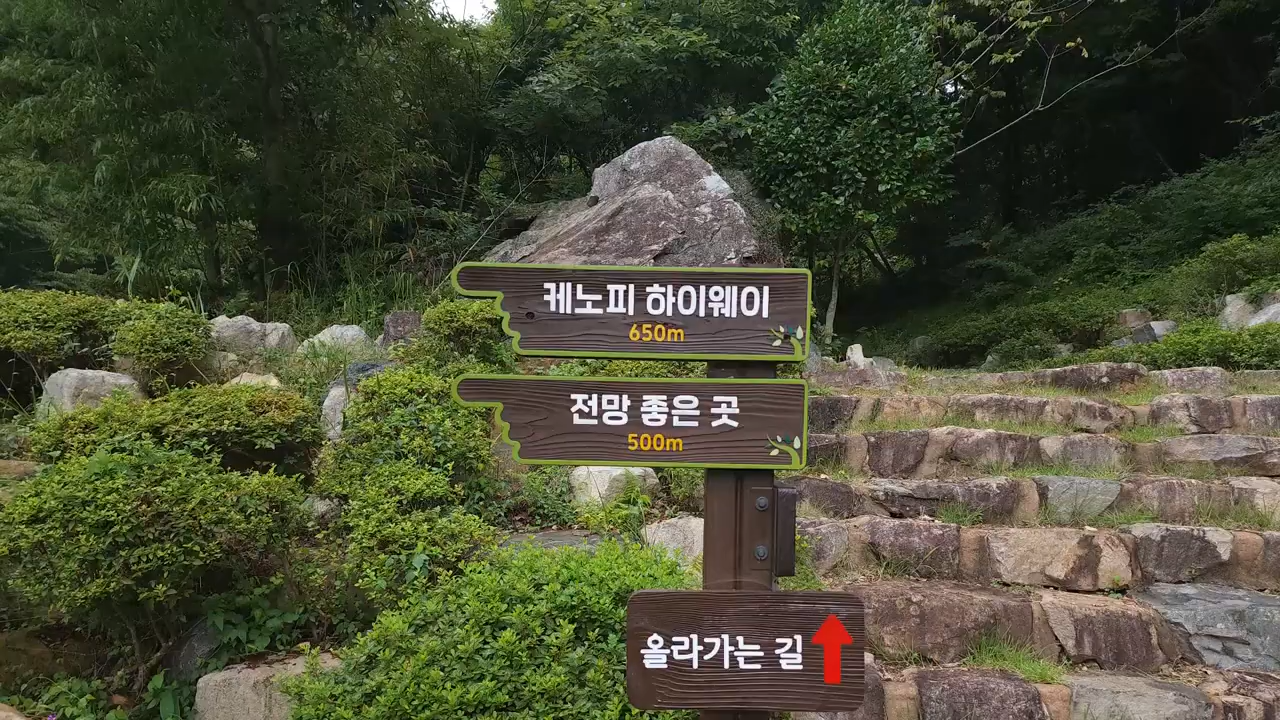 케노피 하이웨이
650m
전망 좋은 곳
500m
올라가는 길